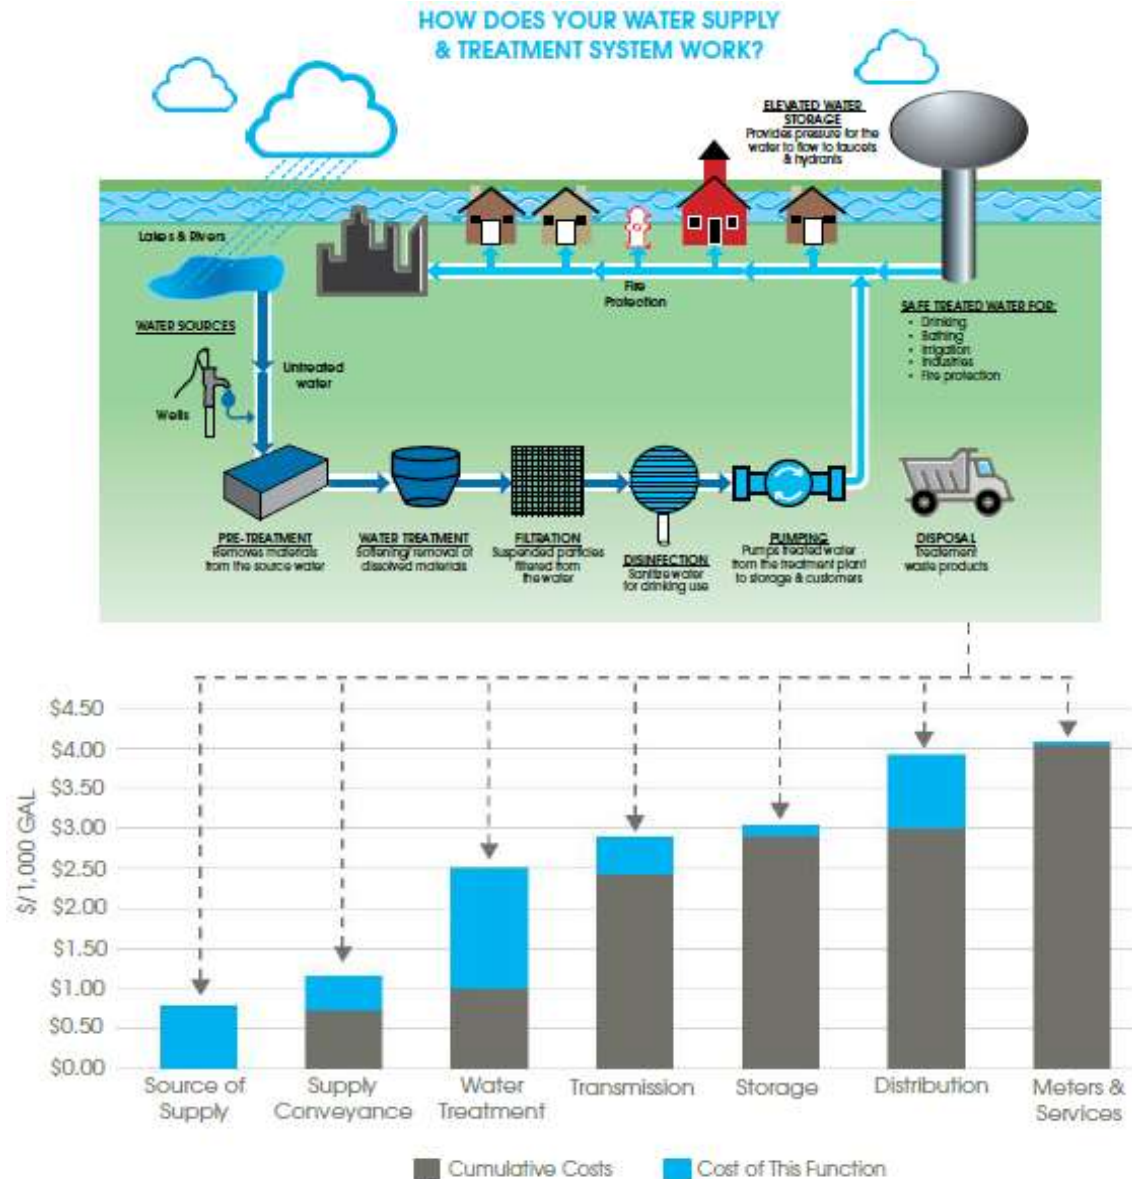 HOW DOES YOUR WATER SUPPLY
& TREATMENT SYSTEM WORK?
ELEVATED WATER
STORAGE
Provides pressure for the
water to flow to faucets
& hydrants
Lakes & Rivers
Fire
Protection
WATER SOURCES
SAFE TREATED WATER FOR:
• Drinking
• Bathing
• Irrigation
• Industries
• Fire protection
Untreated
water
Wells
PRE-TREATMENT
Removes materials
from the source water
WATER TREATMENT
Softening/removal of
dissolved materials
FILTRATION
Suspended particles
filtered from
the water
DISINFECTION
Sanitize water
for drinking use
PUMPING
Pumps treated water
from the treatment plant
to storage & customers
DISPOSAL
Treatement
waste products
$/1,000 GAL
$4.50
$4.00
$3.50
$3.00
$2.50
$2.00
$1.50
$1.00
$0.50
$0.00
Source of
Supply
Supply
Conveyance
Water
Treatment
Transmission
Storage
Distribution
Meters &
Services
Cumulative Costs
Cost of This Function